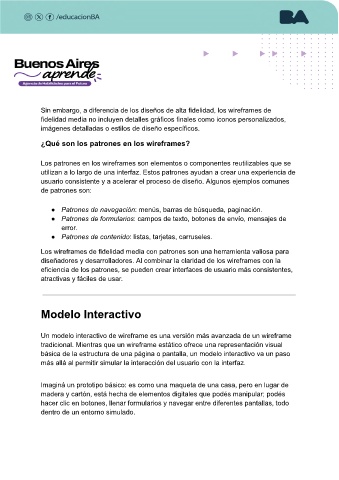 /educacionBA
BA
Buenos Aires
aprende
Agencia de Habilidades para el Futuro
Sin embargo, a diferencia de los diseños de alta fidelidad, los wireframes de
fidelidad media no incluyen detalles gráficos finales como iconos personalizados,
imágenes detalladas o estilos de diseño específicos.
¿Qué son los patrones en los wireframes?
Los patrones en los wireframes son elementos o componentes reutilizables que se
utilizan a lo largo de una interfaz. Estos patrones ayudan a crear una experiencia de
usuario consistente y a acelerar el proceso de diseño. Algunos ejemplos comunes
de patrones son:
● Patrones de navegación: menús, barras de búsqueda, paginación.
● Patrones de formularios: campos de texto, botones de envío, mensajes de
error.
● Patrones de contenido: listas, tarjetas, carruseles.
Los wireframes de fidelidad media con patrones son una herramienta valiosa para
diseñadores y desarrolladores. Al combinar la claridad de los wireframes con la
eficiencia de los patrones, se pueden crear interfaces de usuario más consistentes,
atractivas y fáciles de usar.
Modelo Interactivo
Un modelo interactivo de wireframe es una versión más avanzada de un wireframe
tradicional. Mientras que un wireframe estático ofrece una representación visual
básica de la estructura de una página o pantalla, un modelo interactivo va un paso
más allá al permitir simular la interacción del usuario con la interfaz.
Imaginá un prototipo básico: es como una maqueta de una casa, pero en lugar de
madera y cartón, está hecha de elementos digitales que podés manipular; podés
hacer clic en botones, llenar formularios y navegar entre diferentes pantallas, todo
dentro de un entorno simulado.